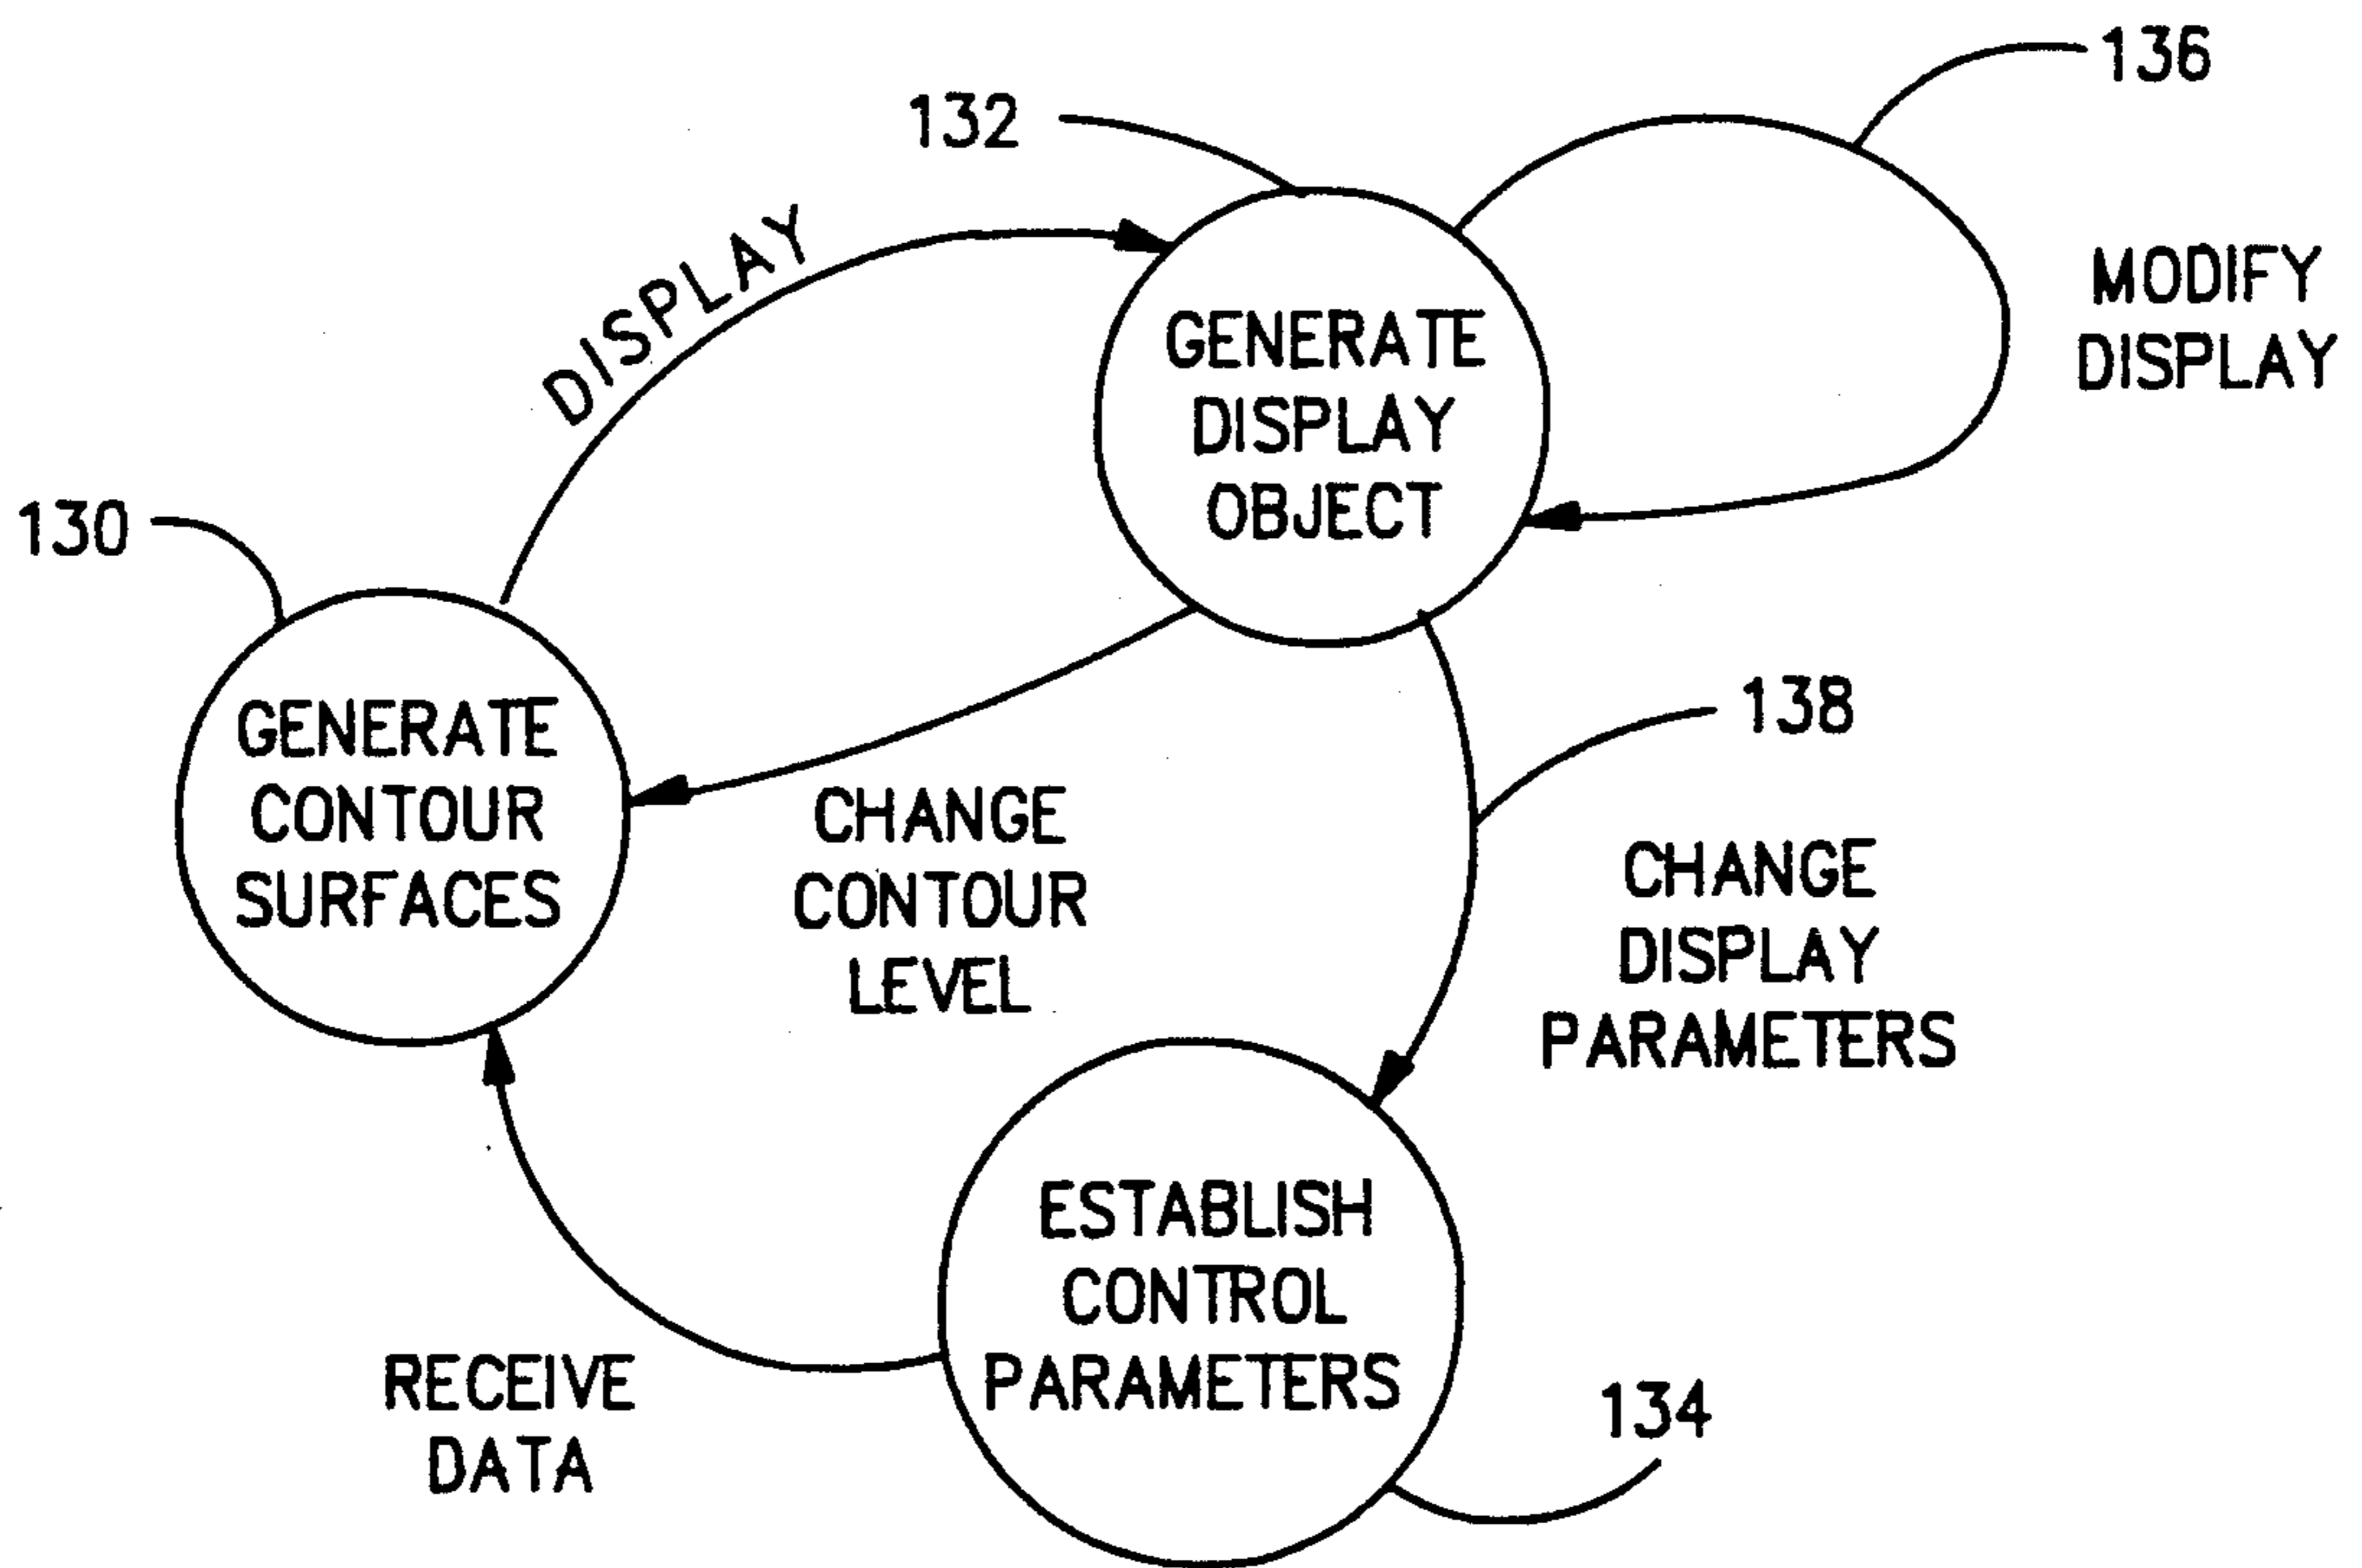 136
132
DISPLAY
MODIFY
DISPLAY
GENERATE
DISPLAY
OBJECT
130
GENERATE
CONTOUR
SURFACES
138
CHANGE
CONTOUR
LEVEL
CHANGE
DISPLAY
PARAMETERS
ESTABLISH
CONTROL
PARAMETERS
RECEIVE
DATA
134